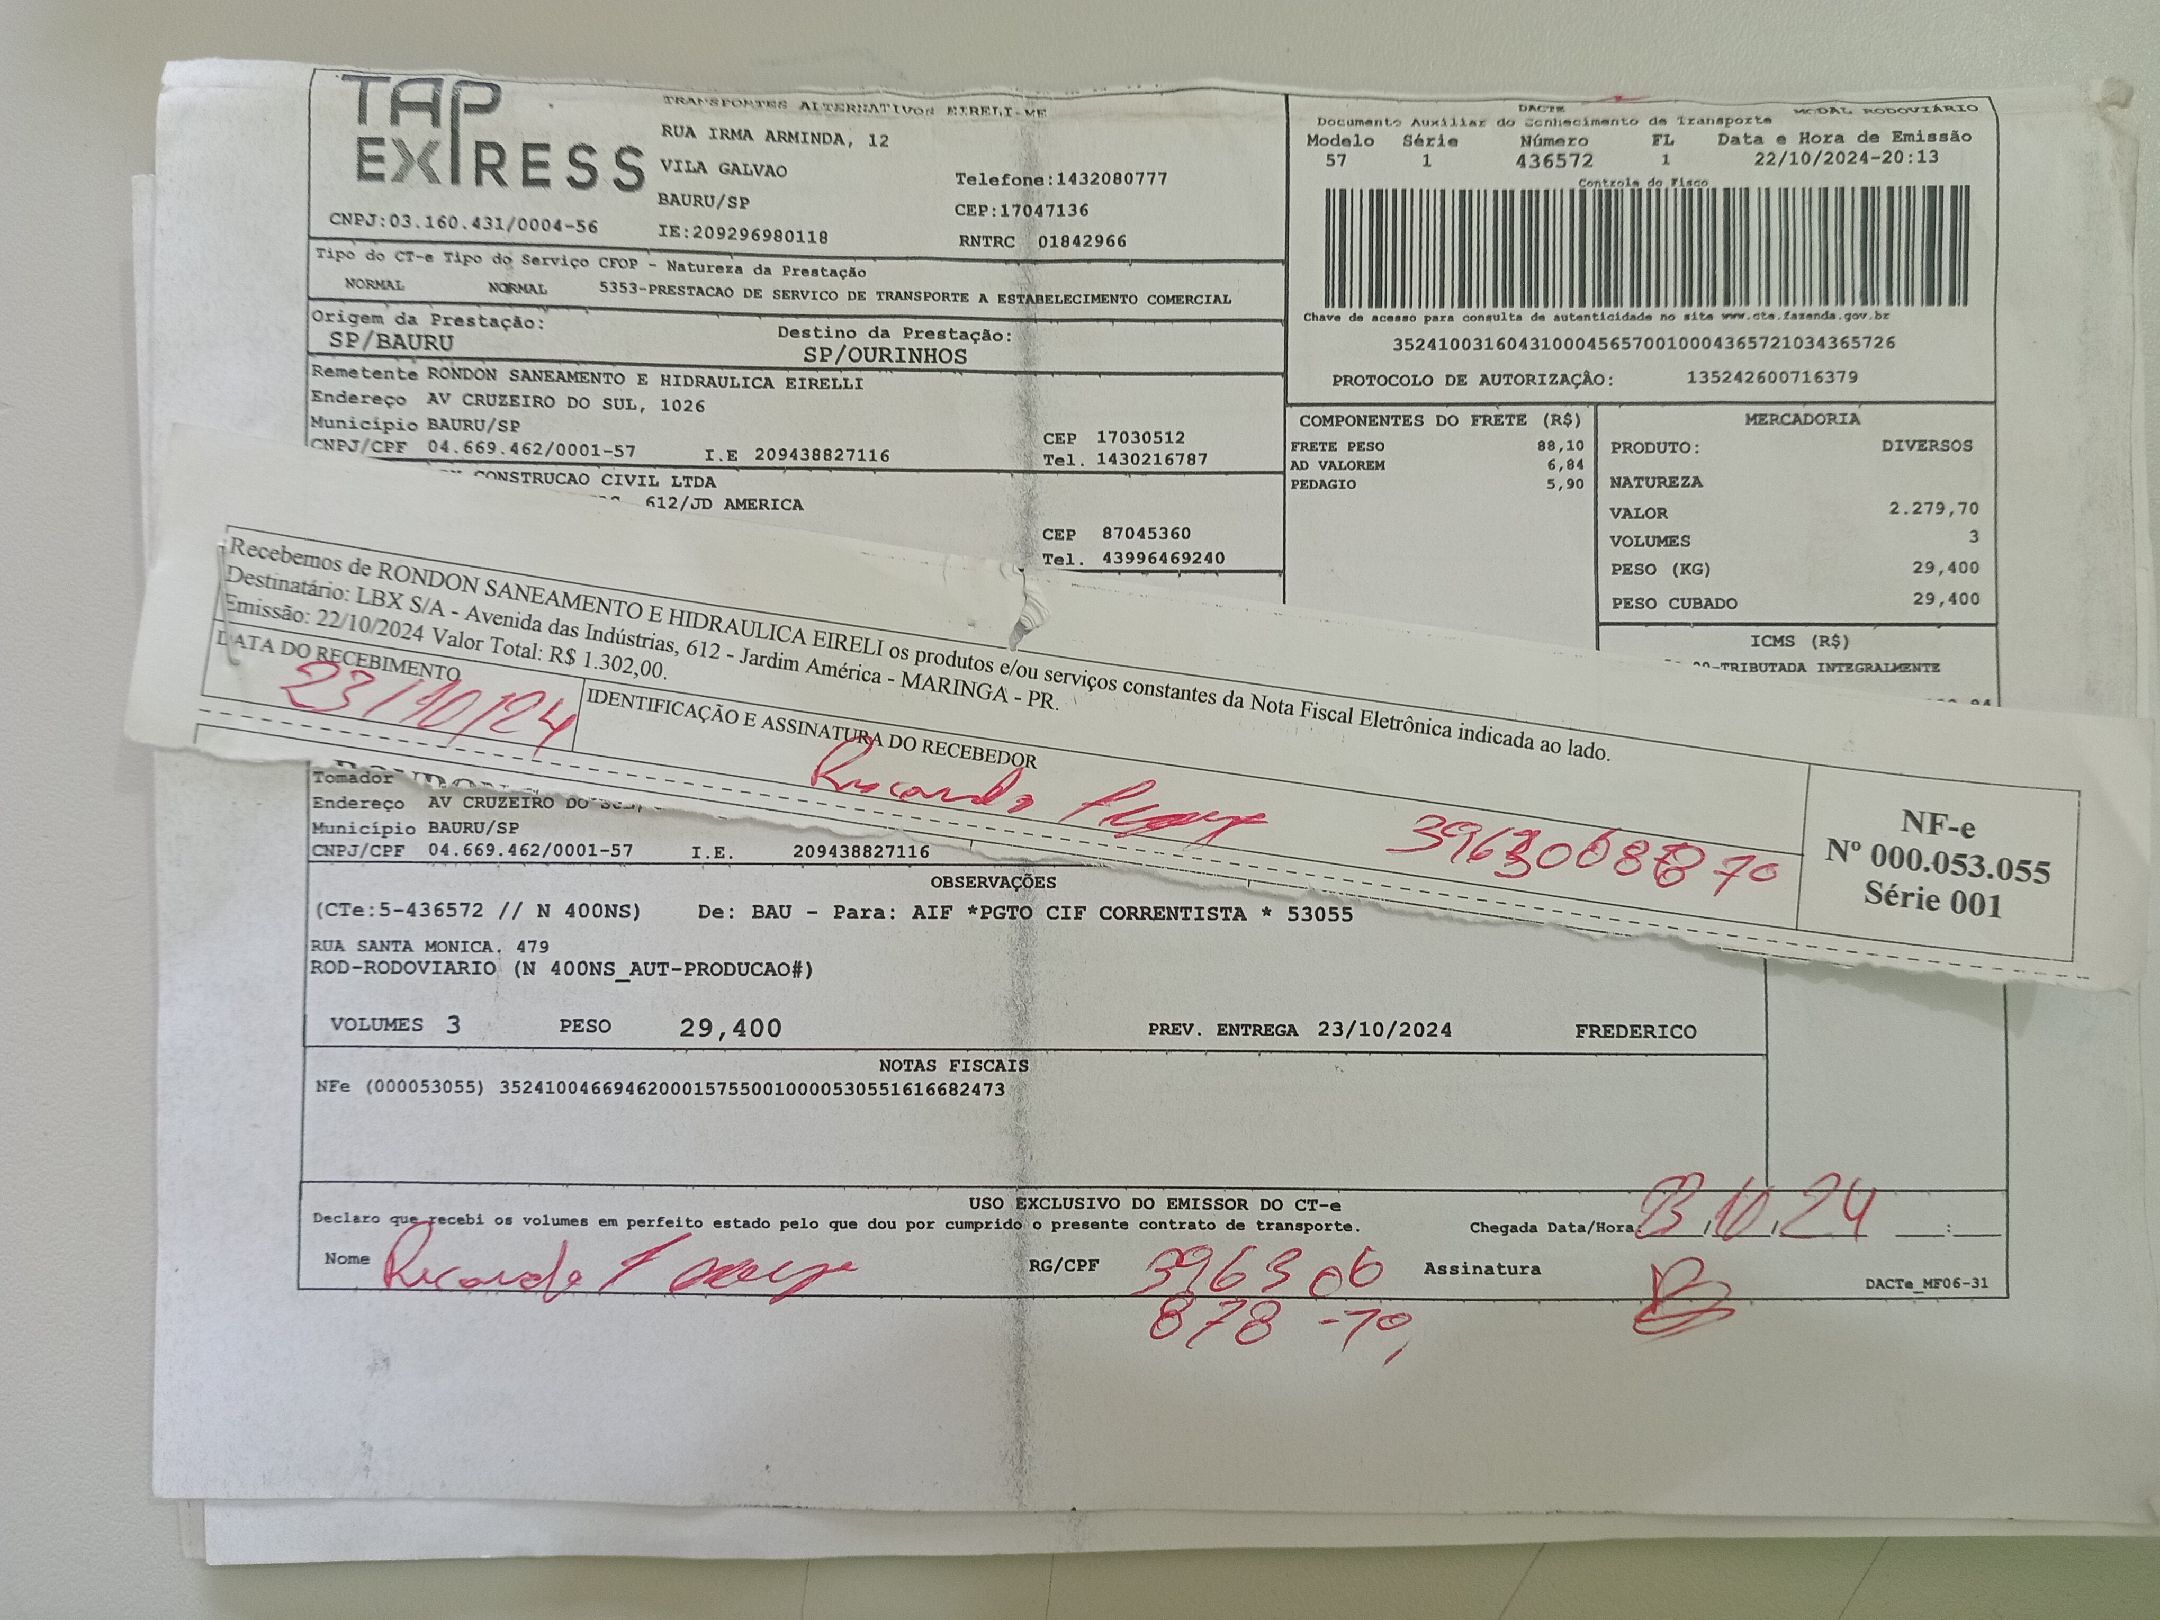 TAP EXPRESS
TRANSPORTES ALTERNATIVOS EIRELI-ME
RUA IRMA ARMINDA, 12
VILA GALVAO
Telefone:1432080777
BAURU/SP
CEP:17047136
CNPJ:03.160.431/0004-56
IE:209296980118
RNTRC 01842966
DACTE
MODAL RODOVIÁRIO
Documento Auxiliar do Conhecimento de Transporte
Modelo Série Número FL Data e Hora de Emissão
57 1 436572 1 22/10/2024-20:13
Controle do Fisco
Chave de acesso para consulta de autenticidade no site www.cte.fazenda.gov.br
35241003160431000456570010004365721034365726
PROTOCOLO DE AUTORIZAÇÂO: 135242600716379
Tipo do CT-e Tipo do Serviço CFOP - Natureza da Prestação
NORMAL NORMAL 5353-PRESTACAO DE SERVICO DE TRANSPORTE A ESTABELECIMENTO COMERCIAL
Origem da Prestação: Destino da Prestação:
SP/BAURU SP/OURINHOS
Remetente RONDON SANEAMENTO E HIDRAULICA EIRELLI
Endereço AV CRUZEIRO DO SUL, 1026
Município BAURU/SP
CEP 17030512
CNPJ/CPF 04.669.462/0001-57 I.E 209438827116 Tel. 1430216787
CONSTRUCAO CIVIL LTDA
612/JD AMERICA
CEP 87045360
Tel. 43996469240
COMPONENTES DO FRETE (R$)
FRETE PESO 88,10
AD VALOREM 6,84
PEDAGIO 5,90
MERCADORIA
PRODUTO: DIVERSOS
NATUREZA
VALOR 2.279,70
VOLUMES 3
PESO (KG) 29,400
PESO CUBADO 29,400
ICMS (R$)
00-TRIBUTADA INTEGRALMENTE
Recebemos de RONDON SANEAMENTO E HIDRAULICA EIRELI os produtos e/ou serviços constantes da Nota Fiscal Eletrônica indicada ao lado.
Destinatário: LBX S/A - Avenida das Indústrias, 612 - Jardim América - MARINGA - PR.
Emissão: 22/10/2024 Valor Total: R$ 1.302,00.
DATA DO RECEBIMENTO
23/10/24
IDENTIFICAÇÃO E ASSINATURA DO RECEBEDOR
Ricardo 39630687870
NF-e
Nº 000.053.055
Série 001
Tomador
Endereço AV CRUZEIRO DO SUL,
Município BAURU/SP
CNPJ/CPF 04.669.462/0001-57 I.E. 209438827116
OBSERVAÇÕES
(CTe:5-436572 // N 400NS) De: BAU - Para: AIF *PGTO CIF CORRENTISTA * 53055
RUA SANTA MONICA. 479
ROD-RODOVIARIO (N 400NS_AUT-PRODUCAO#)
VOLUMES 3 PESO 29,400 PREV. ENTREGA 23/10/2024 FREDERICO
NOTAS FISCAIS
NFe (000053055) 35241004669462000157550010000530551616682473
USO EXCLUSIVO DO EMISSOR DO CT-e
Declaro que recebi os volumes em perfeito estado pelo que dou por cumprido o presente contrato de transporte. Chegada Data/Hora: 23,10,24 :
Nome Ricardo RG/CPF 396306 Assinatura
878-70,
DACTe_MF06-31